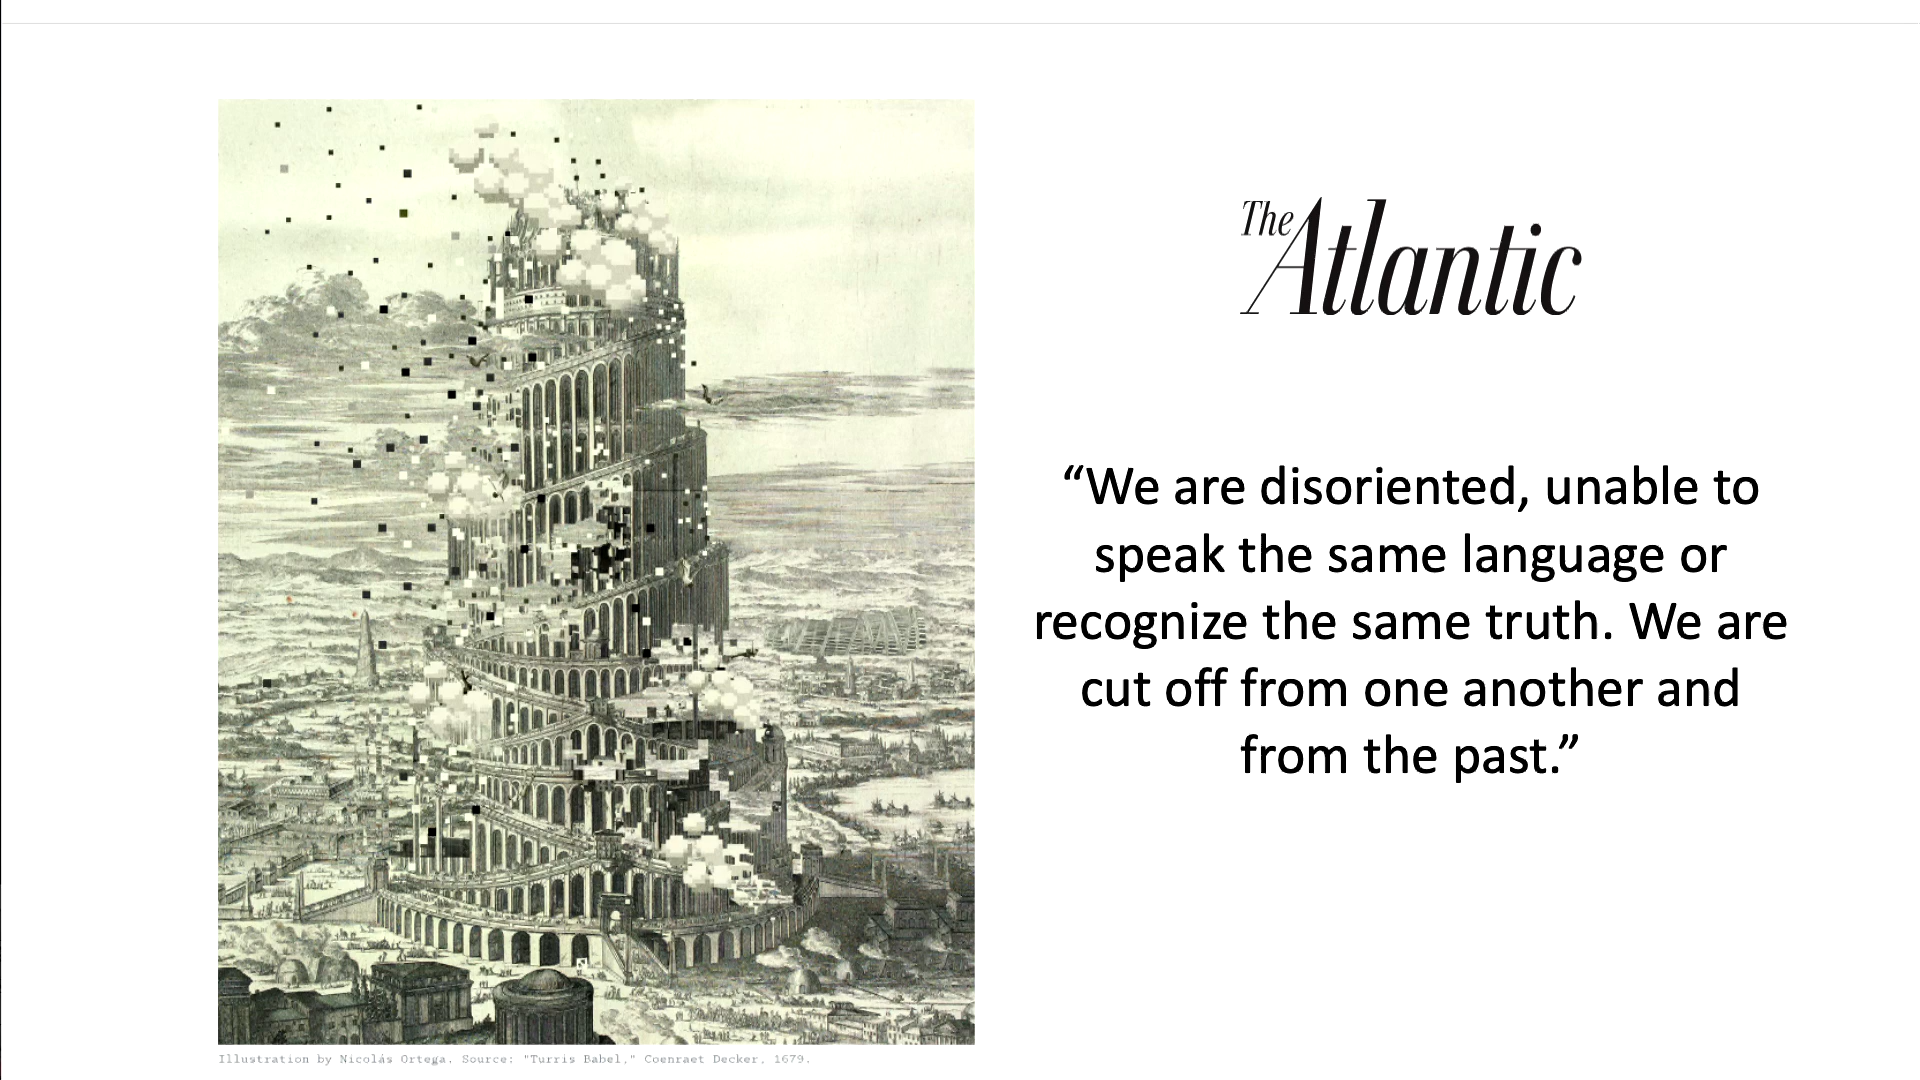 The Atlantic
“We are disoriented, unable to
speak the same language or
recognize the same truth. We are
cut off from one another and
from the past.”
Illustration by Nicolás Ortega. Source: "Turris Babel," Coenraet Decker, 1679.